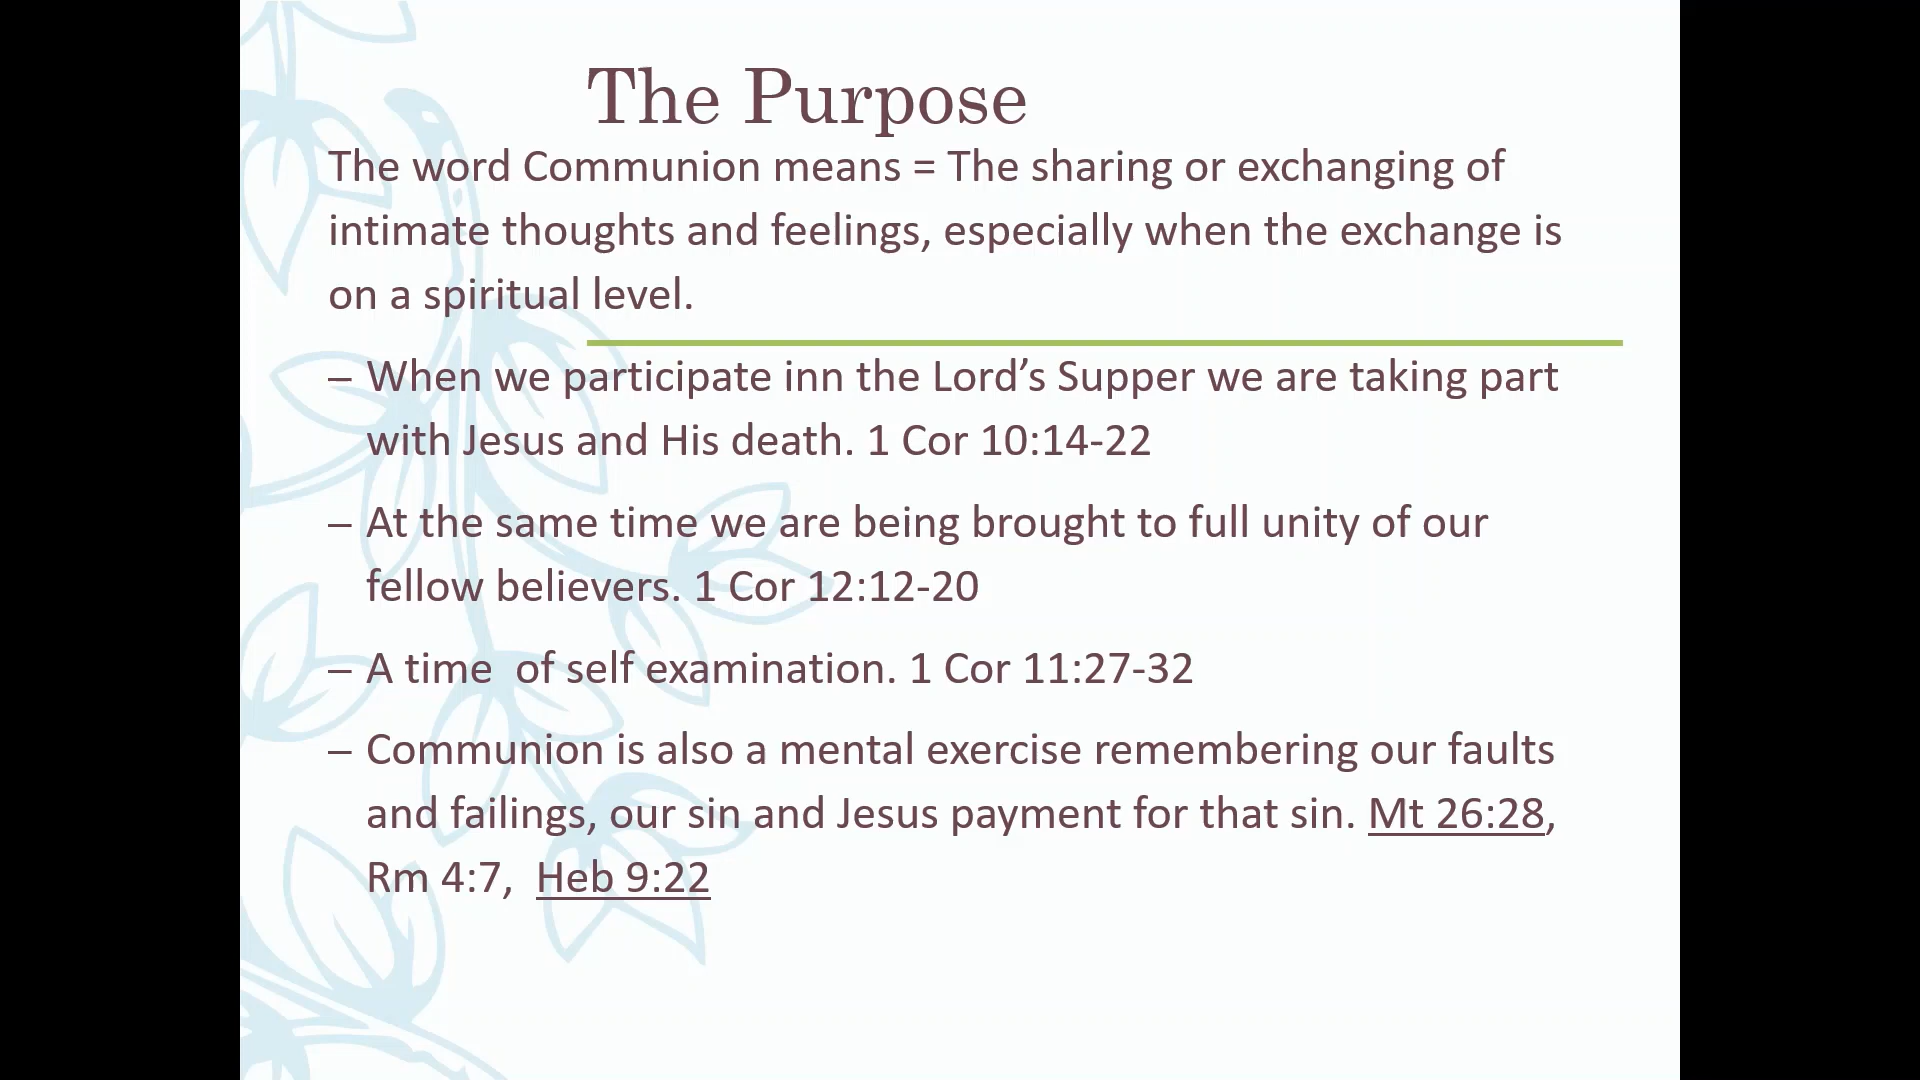 The Purpose
The word Communion means = The sharing or exchanging of
intimate thoughts and feelings, especially when the exchange is
on a spiritual level.
– When we participate inn the Lord’s Supper we are taking part
with Jesus and His death. 1 Cor 10:14-22
– At the same time we are being brought to full unity of our
fellow believers. 1 Cor 12:12-20
– A time  of self examination. 1 Cor 11:27-32
– Communion is also a mental exercise remembering our faults
and failings, our sin and Jesus payment for that sin. Mt 26:28,
Rm 4:7,  Heb 9:22